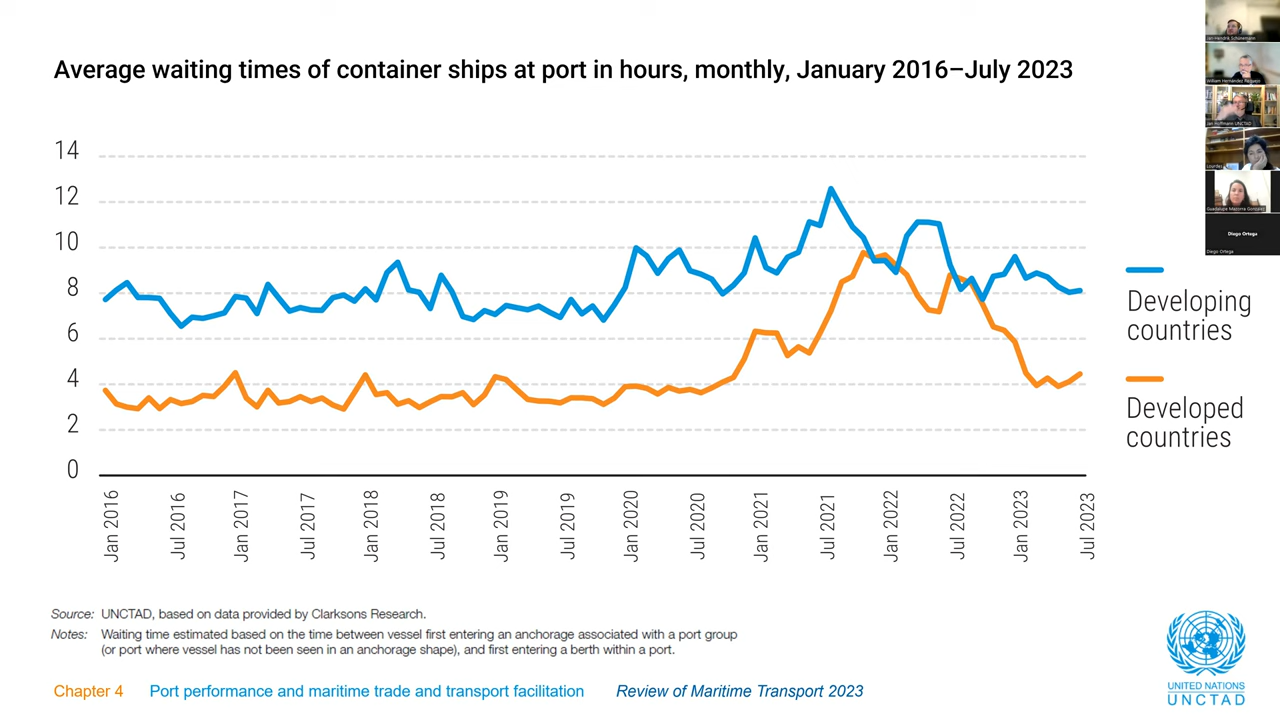 Average waiting times of container ships at port in hours, monthly, January 2016–July 2023
14
12
10
8
6
4
2
0
Jan 2016
Jul 2016
Jan 2017
Jul 2017
Jan 2018
Jul 2018
Jan 2019
Jul 2019
Jan 2020
Jul 2020
Jan 2021
Jul 2021
Jan 2022
Jul 2022
Jan 2023
Jul 2023
Developing
countries
Developed
countries
Source: UNCTAD, based on data provided by Clarksons Research.
Notes: Waiting time estimated based on the time between vessel first entering an anchorage associated with a port group
(or port where vessel has not been seen in an anchorage shape), and first entering a berth within a port.
Chapter 4 Port performance and maritime trade and transport facilitation Review of Maritime Transport 2023
UNITED NATIONS
UNCTAD
Jan Hoffmann UNCTAD
Diego Ortega
Diego Ortega